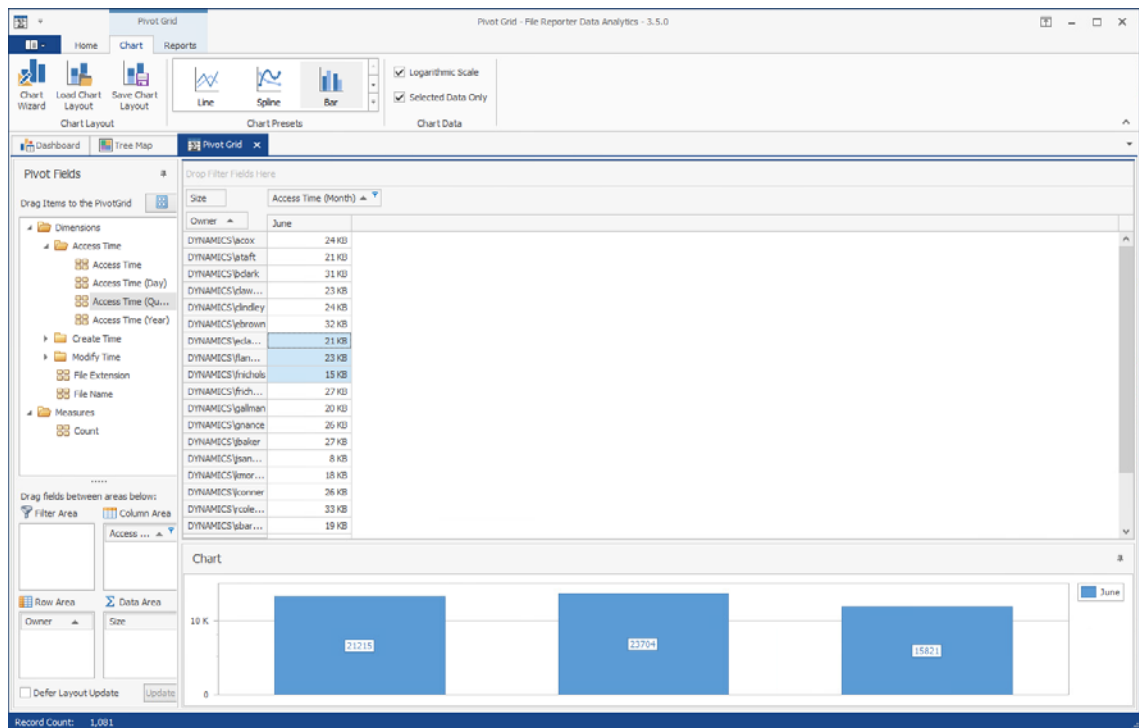 Pivot Grid
Pivot Grid - File Reporter Data Analytics - 3.5.0
Home
Chart
Reports
Chart Wizard
Load Chart Layout
Save Chart Layout
Chart Layout
Line
Spline
Bar
Chart Presets
Logarithmic Scale
Selected Data Only
Chart Data
Dashboard
Tree Map
Pivot Grid
Pivot Fields
Drag Items to the PivotGrid
Dimensions
Access Time
Access Time
Access Time (Day)
Access Time (Qu...
Access Time (Year)
Create Time
Modify Time
File Extension
File Name
Measures
Count
Drag fields between areas below:
Filter Area
Column Area
Access ...
Row Area
Data Area
Owner
Size
Defer Layout Update
Update
Drop Filter Fields Here
Size
Access Time (Month)
Owner
June
DYNAMICS\acox 24 KB
DYNAMICS\ataft 21 KB
DYNAMICS\bclark 31 KB
DYNAMICS\claw... 23 KB
DYNAMICS\clindley 24 KB
DYNAMICS\ebrown 32 KB
DYNAMICS\ecla... 21 KB
DYNAMICS\flan... 23 KB
DYNAMICS\fnichols 15 KB
DYNAMICS\frich... 27 KB
DYNAMICS\gallman 20 KB
DYNAMICS\gnance 26 KB
DYNAMICS\jbaker 27 KB
DYNAMICS\jsan... 8 KB
DYNAMICS\kmor... 18 KB
DYNAMICS\lconner 26 KB
DYNAMICS\rcole... 33 KB
DYNAMICS\sbar... 19 KB
Chart
10 K
0
21215
23704
15821
June
Record Count: 1,081